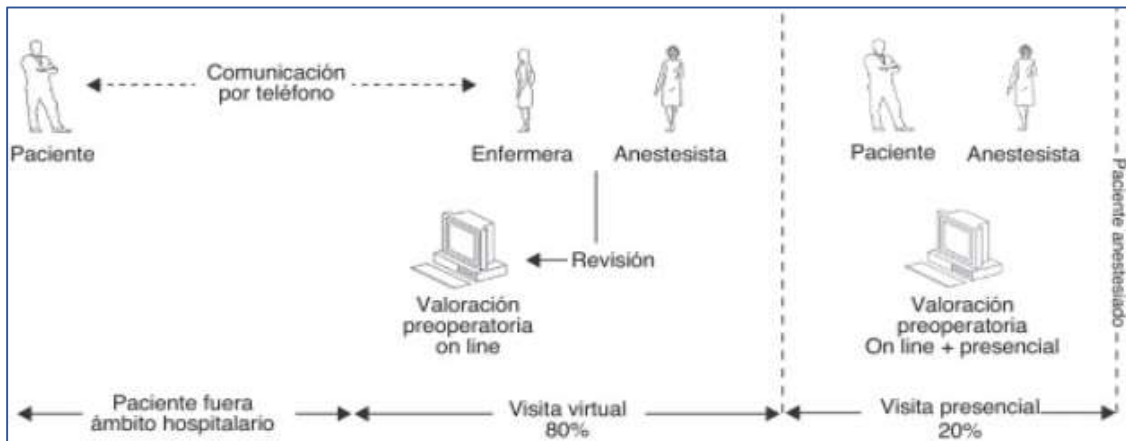 Comunicación
por teléfono
Paciente
Enfermera
Anestesista
Revisión
Valoración
preoperatoria
on line
Paciente
Anestesista
Valoración
preoperatoria
On line + presencial
Paciente anestesiado
Paciente fuera
ámbito hospitalario
Visita virtual
80%
Visita presencial
20%